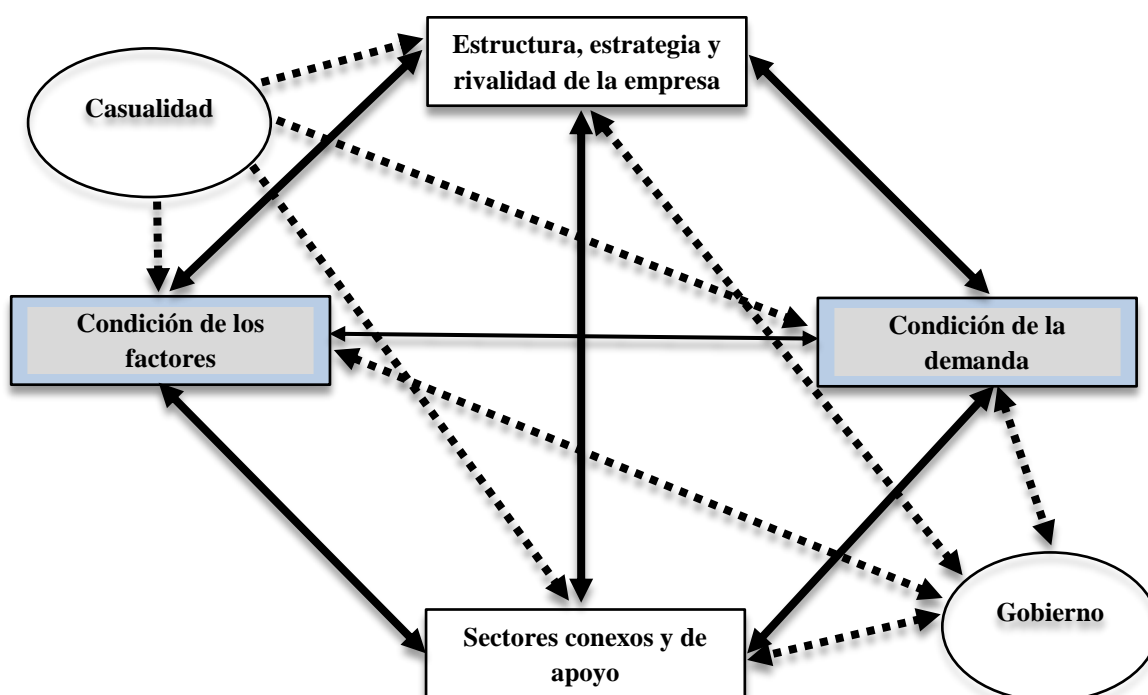 Estructura, estrategia y
rivalidad de la empresa
Casualidad
Condición de los
factores
Condición de la
demanda
Gobierno
Sectores conexos y de
apoyo